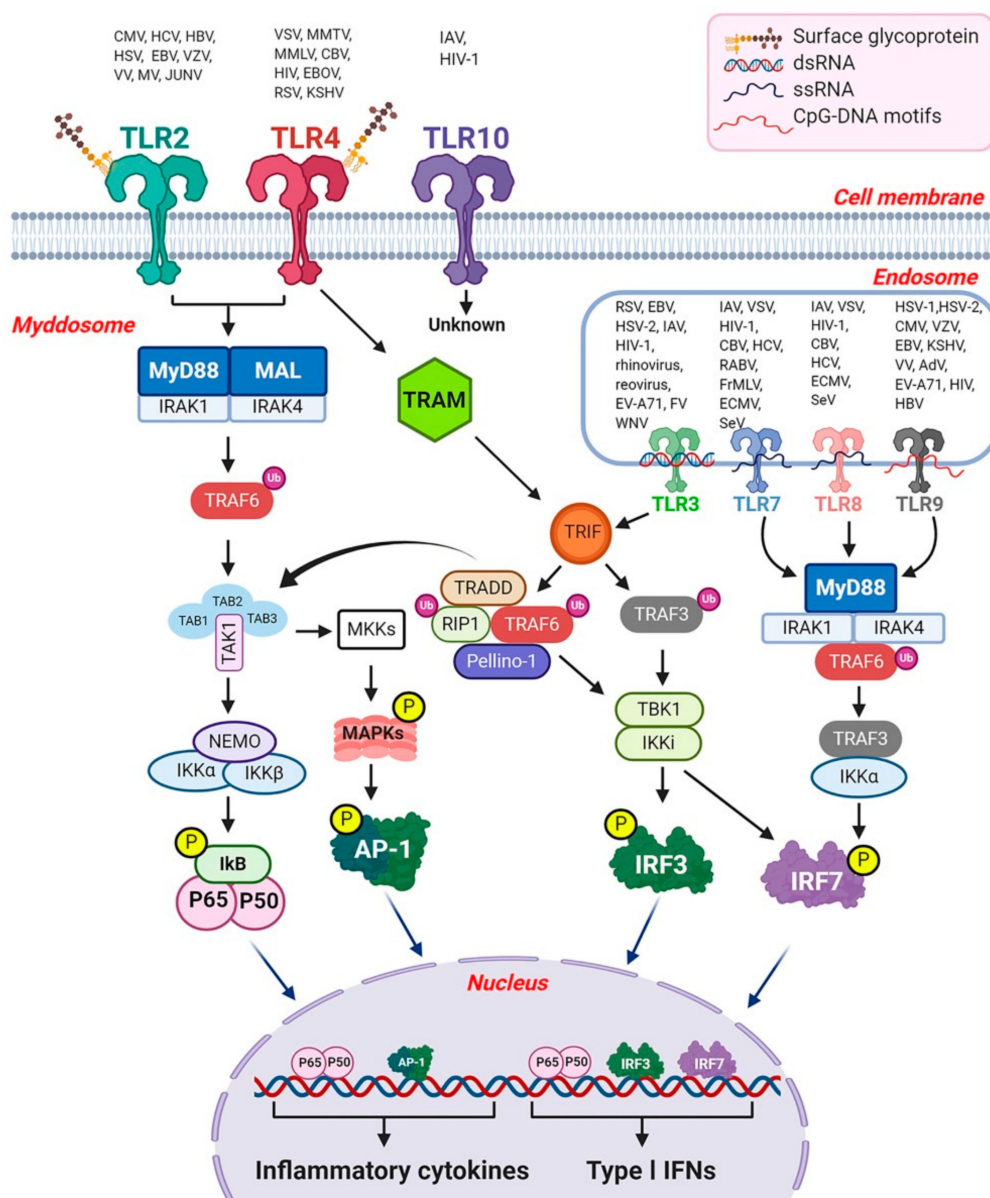 CMV, HCV, HBV,
HSV, EBV, VZV,
VV, MV, JUNV
VSV, MMTV,
MMLV, CBV,
HIV, EBOV,
RSV, KSHV
IAV,
HIV-1
Surface glycoprotein
dsRNA
ssRNA
CpG-DNA motifs
TLR2
TLR4
TLR10
Cell membrane
Endosome
Myddosome
Unknown
RSV, EBV,
HSV-2, IAV,
HIV-1,
rhinovirus,
reovirus,
EV-A71, FV
WNV
IAV, VSV,
HIV-1,
CBV, HCV,
RABV,
FrMLV,
ECMV,
SeV
IAV, VSV,
HIV-1,
CBV,
HCV,
ECMV,
SeV
HSV-1,HSV-2,
CMV, VZV,
EBV, KSHV,
VV, AdV,
EV-A71, HIV,
HBV
MyD88
MAL
IRAK1
IRAK4
TRAM
TLR3
TLR7
TLR8
TLR9
Ub
TRAF6
TRIF
TRADD
Ub
RIP1
TRAF6
Ub
Pellino-1
Ub
TRAF3
MyD88
IRAK1
IRAK4
TRAF6
Ub
TAB1
TAB2
TAB3
TAK1
MKKs
P
MAPKs
TBK1
IKKi
TRAF3
IKKα
NEMO
IKKα
IKKβ
P
IkB
P65
P50
P
AP-1
P
IRF3
P
IRF7
Nucleus
P65
P50
AP-1
P65
P50
IRF3
IRF7
Inflammatory cytokines
Type I IFNs